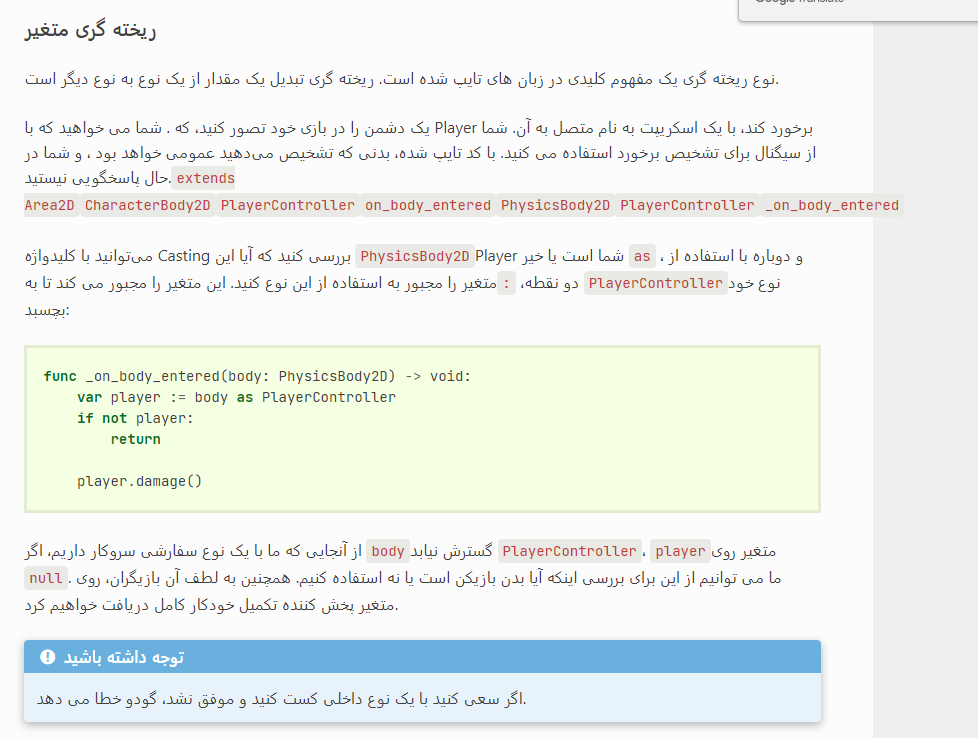 Google Translate
ریخته گری متغیر
نوع ریخته گری یک مفهوم کلیدی در زبان های تایپ شده است. ریخته گری تبدیل یک مقدار از یک نوع به نوع دیگر است.
یک دشمن را در بازی خود تصور کنید، که . شما می خواهید که با Player برخورد کند، با یک اسکریپت به نام متصل به آن. شما
از سیگنال برای تشخیص برخورد استفاده می کنید. با کد تایپ شده، بدنی که تشخیص می‌دهید عمومی خواهد بود ، و شما در
حال پاسخگویی نیستید. extends
Area2D CharacterBody2D PlayerController on_body_entered PhysicsBody2D PlayerController _on_body_entered
می‌توانید با کلیدواژه Casting بررسی کنید که آیا این PhysicsBody2D Player شما است یا خیر as ، و دوباره با استفاده از
متغیر را مجبور به استفاده از این نوع کنید. این متغیر را مجبور می کند تا به : دو نقطه، PlayerController نوع خود
بچسبد:
func _on_body_entered(body: PhysicsBody2D) -> void:
    var player := body as PlayerController
    if not player:
        return
    player.damage()
از آنجایی که ما با یک نوع سفارشی سروکار داریم، اگر body گسترش نیابد PlayerController ، player متغیر روی
null . ما می توانیم از این برای بررسی اینکه آیا بدن بازیکن است یا نه استفاده کنیم. همچنین به لطف آن بازیگران، روی
متغیر پخش کننده تکمیل خودکار کامل دریافت خواهیم کرد.
توجه داشته باشید
اگر سعی کنید با یک نوع داخلی کست کنید و موفق نشد، گودو خطا می دهد.